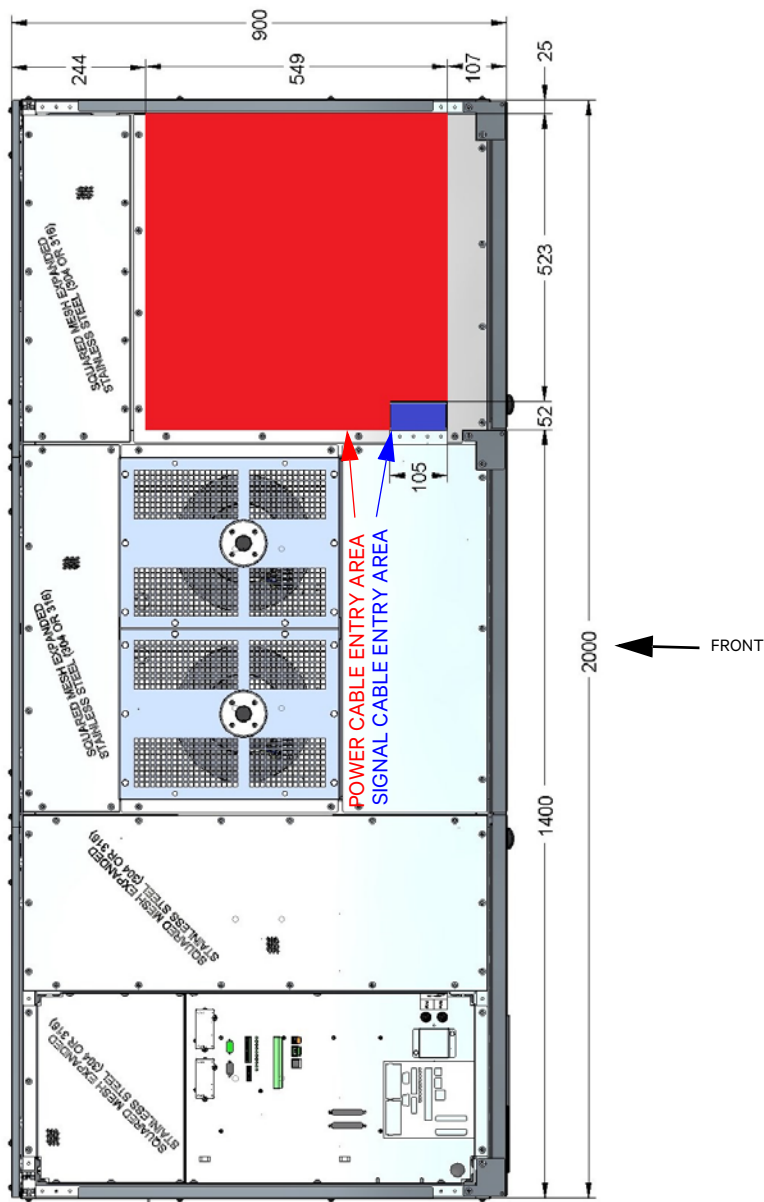 900
244
549
107
25
SQUARED MESH EXPANDED
STAINLESS STEEL (304 OR 316)
523
52
105
POWER CABLE ENTRY AREA
SIGNAL CABLE ENTRY AREA
SQUARED MESH EXPANDED
STAINLESS STEEL (304 OR 316)
2000
FRONT
1400
SQUARED MESH EXPANDED
STAINLESS STEEL (304 OR 316)
SQUARED MESH EXPANDED
STAINLESS STEEL (304 OR 316)